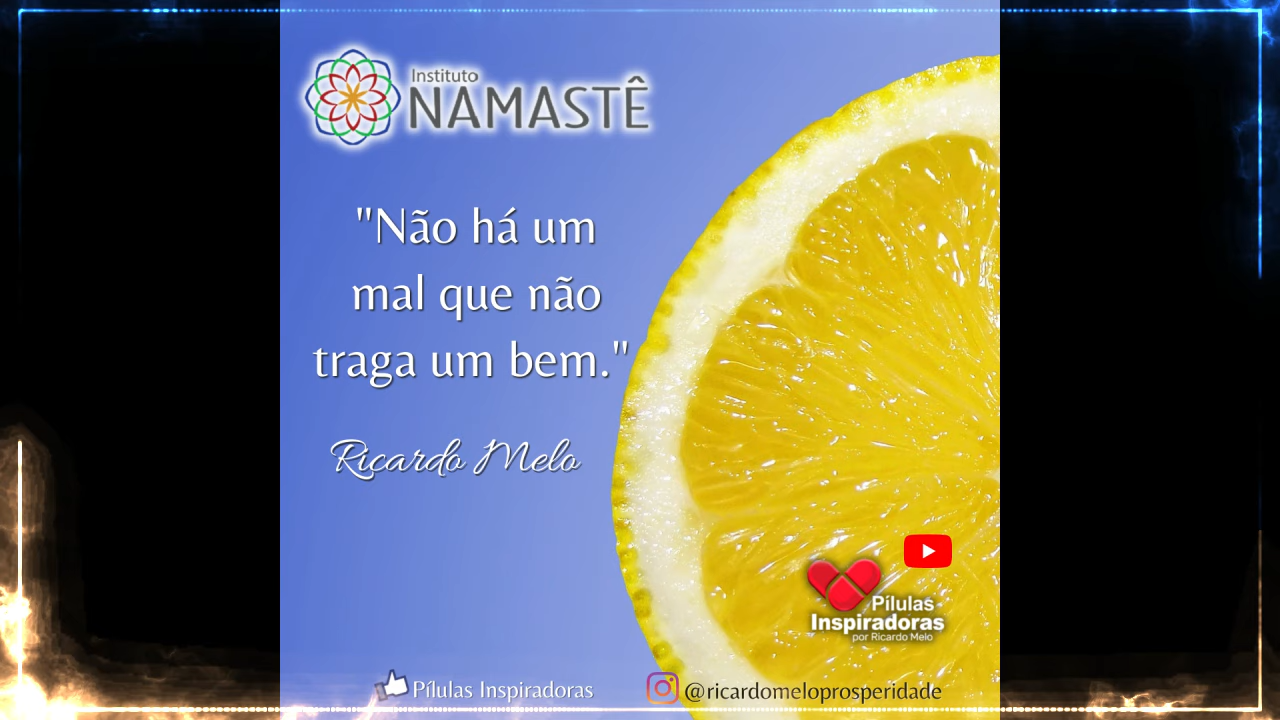 Instituto
NAMASTÊ
"Não há um
mal que não
traga um bem."
Ricardo Melo
Pílulas
Inspiradoras
por Ricardo Melo
Pílulas Inspiradoras
@ricardomeloprosperidade